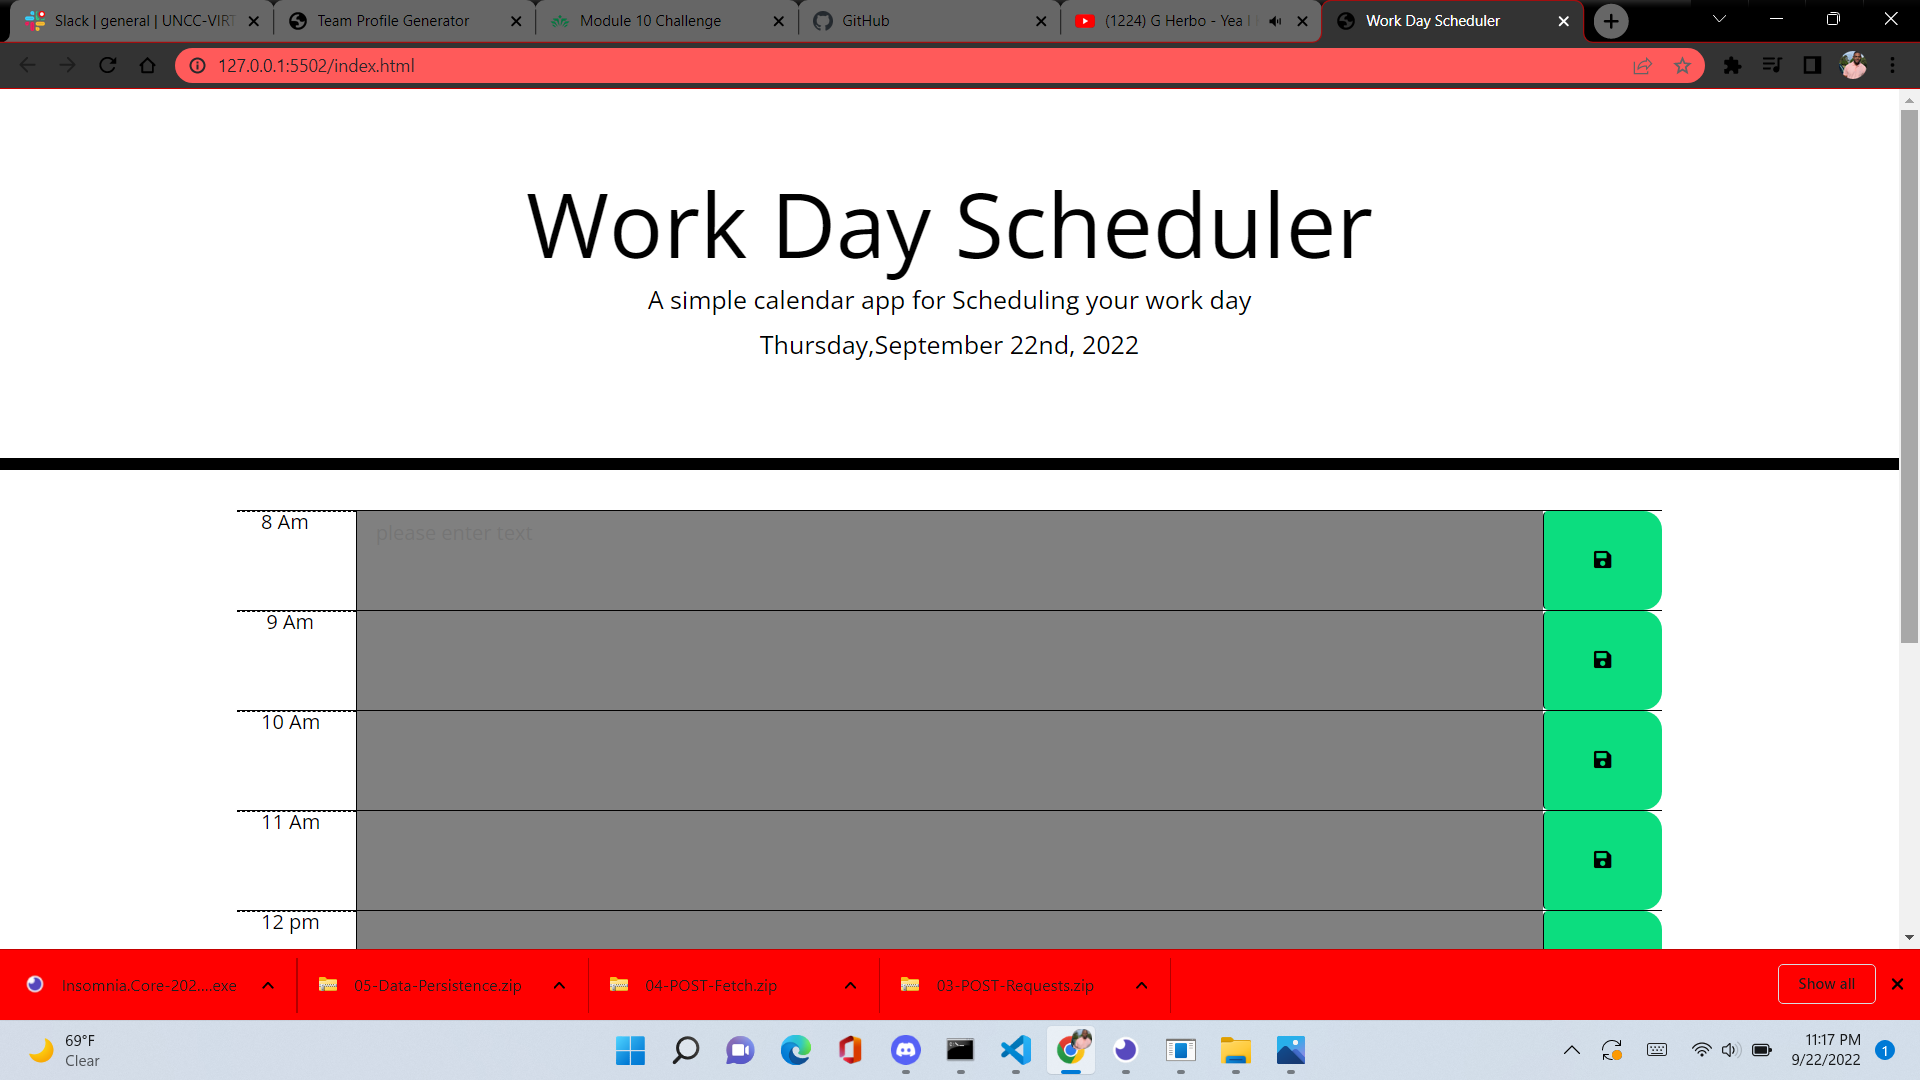 Slack | general | UNCC-VIRT
Team Profile Generator
Module 10 Challenge
GitHub
(1224) G Herbo - Yea I
Work Day Scheduler
127.0.0.1:5502/index.html
Work Day Scheduler
A simple calendar app for Scheduling your work day
Thursday,September 22nd, 2022
8 Am
please enter text
9 Am
10 Am
11 Am
12 pm
Insomnia.Core-202....exe
05-Data-Persistence.zip
04-POST-Fetch.zip
03-POST-Requests.zip
Show all
69°F
Clear
11:17 PM
9/22/2022
1